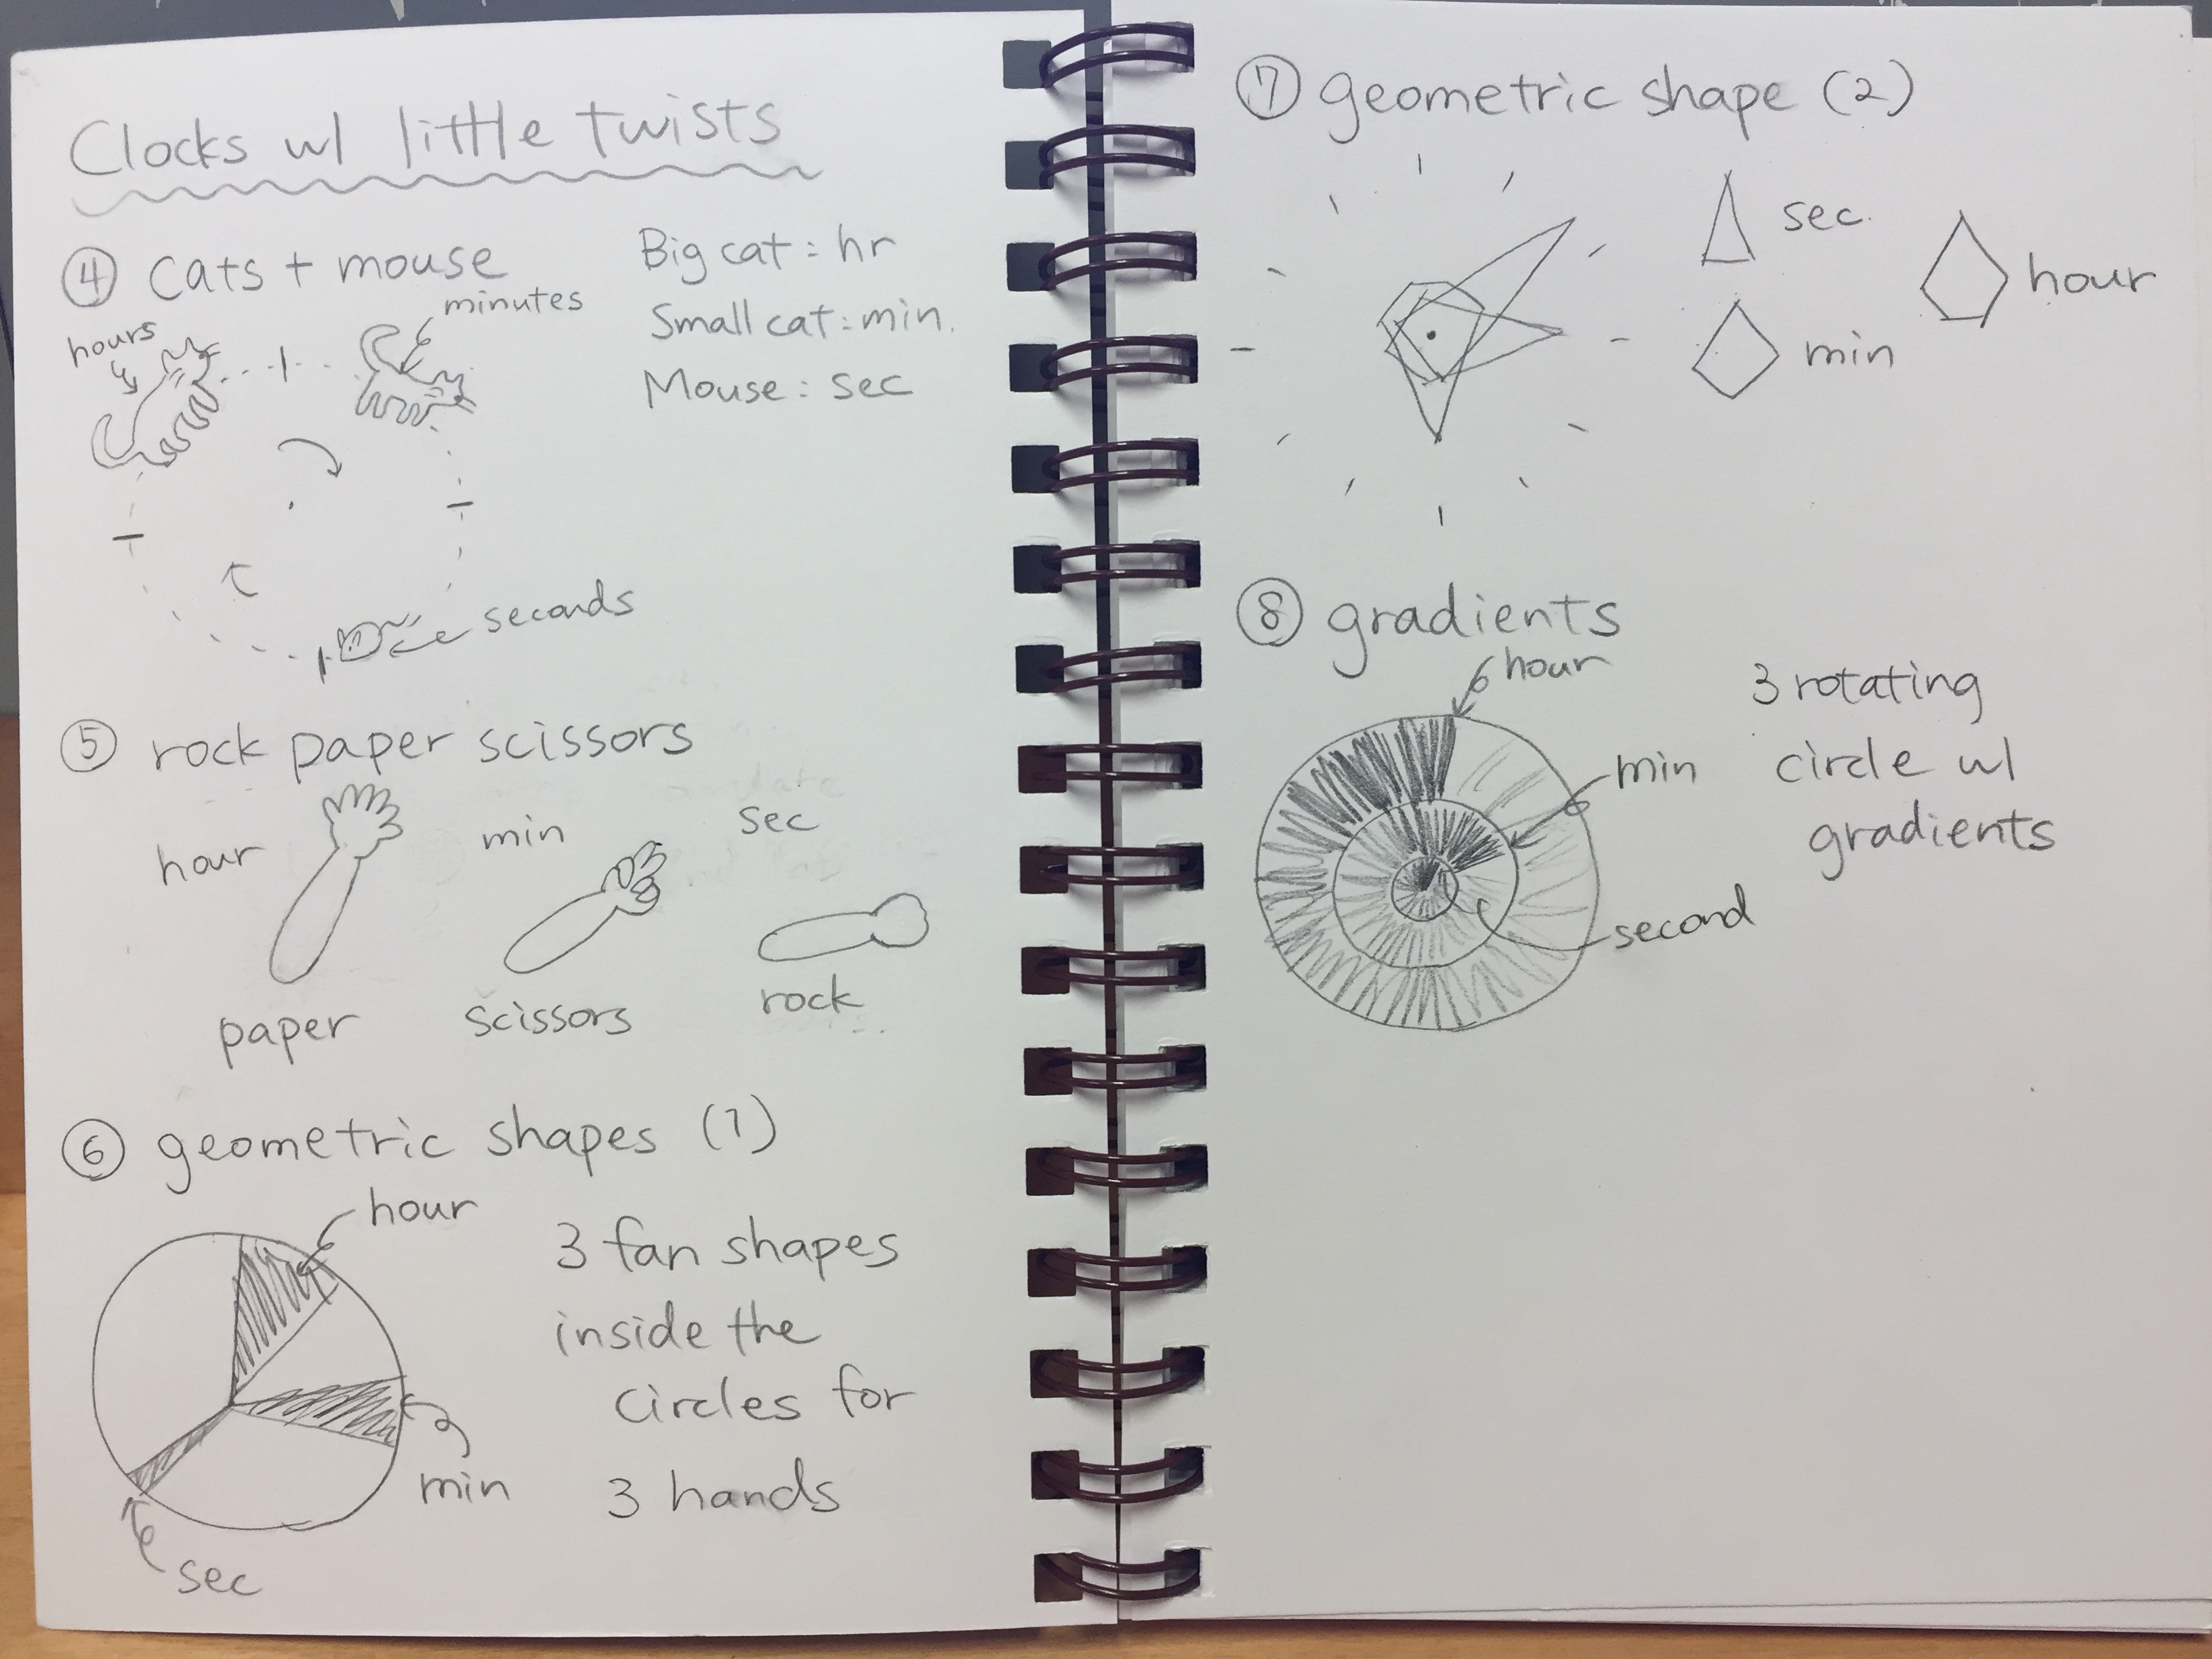 Clocks w/ little twists
④ cats + mouse
minutes
hours
Big cat = hr
Small cat = min.
Mouse = sec
seconds
⑤ rock paper scissors
hour
min
sec
paper
scissors
rock
⑥ geometric shapes (1)
hour
3 fan shapes
inside the
circles for
3 hands
min
sec
⑦ geometric shape (2)
sec.
hour
min
⑧ gradients
hour
min
second
3 rotating
circle w/
gradients